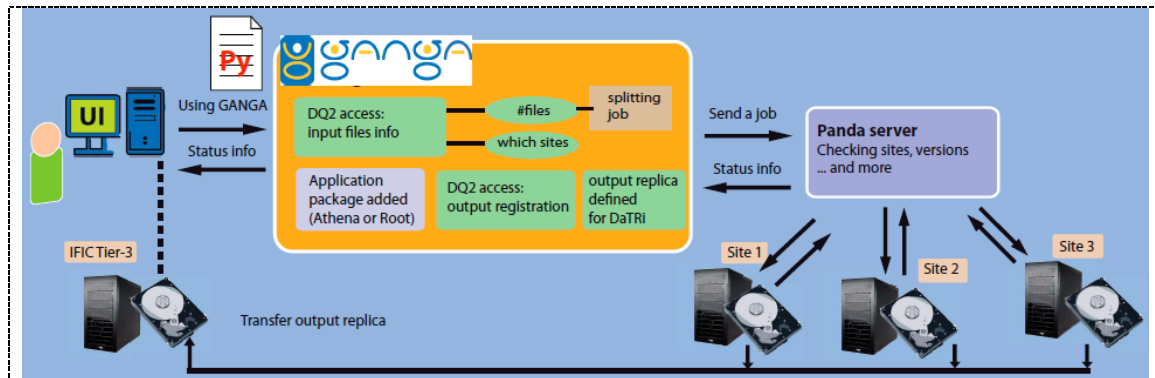 Py
ganga
UI
Using GANGA
Status info
DQ2 access:
input files info
#files
which sites
splitting
job
Application
package added
(Athena or Root)
DQ2 access:
output registration
output replica
defined
for DaTRi
Send a job
Status info
Panda server
Checking sites, versions
... and more
IFIC Tier-3
Site 1
Site 2
Site 3
Transfer output replica